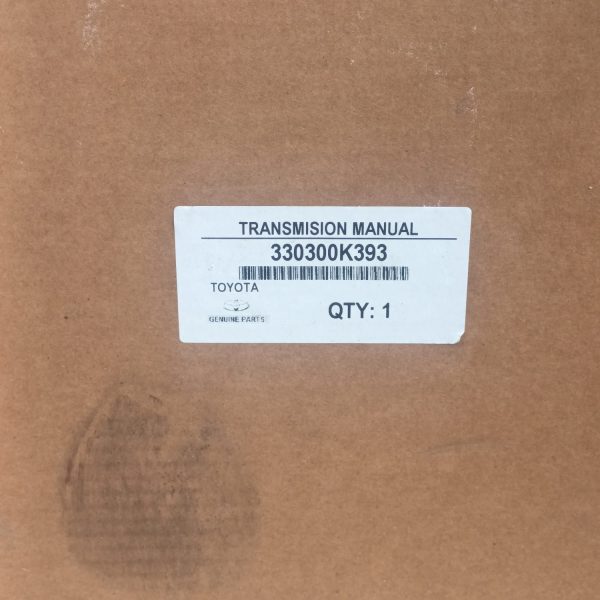 TRANSMISION MANUAL
330300K393
TOYOTA
QTY: 1
GENUINE PARTS